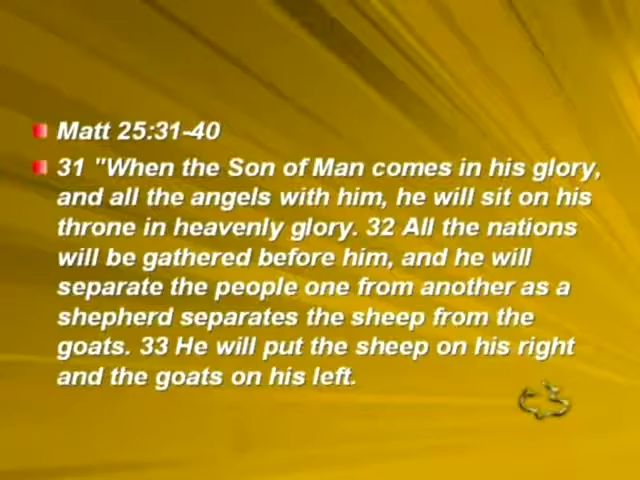 Matt 25:31-40
31 "When the Son of Man comes in his glory,
and all the angels with him, he will sit on his
throne in heavenly glory. 32 All the nations
will be gathered before him, and he will
separate the people one from another as a
shepherd separates the sheep from the
goats. 33 He will put the sheep on his right
and the goats on his left.